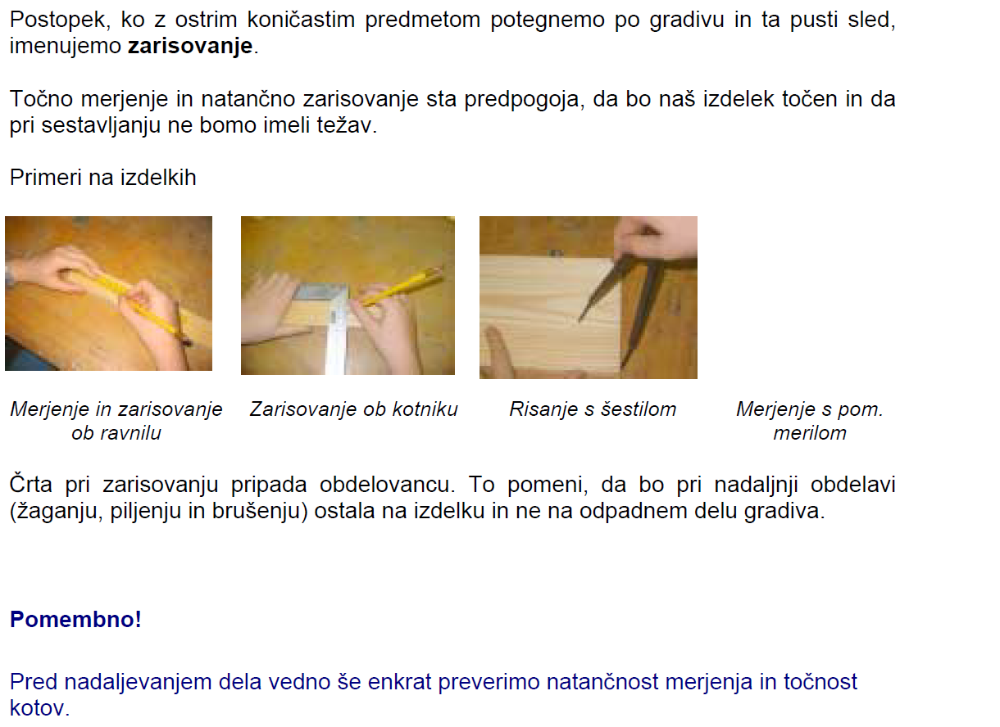 Postopek, ko z ostrim koničastim predmetom potegnemo po gradivu in ta pusti sled,
imenujemo zarisovanje.
Točno merjenje in natančno zarisovanje sta predpogoja, da bo naš izdelek točen in da
pri sestavljanju ne bomo imeli težav.
Primeri na izdelkih
Merjenje in zarisovanje
ob ravnilu
Zarisovanje ob kotniku
Risanje s šestilom
Merjenje s pom.
merilom
Črta pri zarisovanju pripada obdelovancu. To pomeni, da bo pri nadaljnji obdelavi
(žaganju, piljenju in brušenju) ostala na izdelku in ne na odpadnem delu gradiva.
Pomembno!
Pred nadaljevanjem dela vedno še enkrat preverimo natančnost merjenja in točnost
kotov.